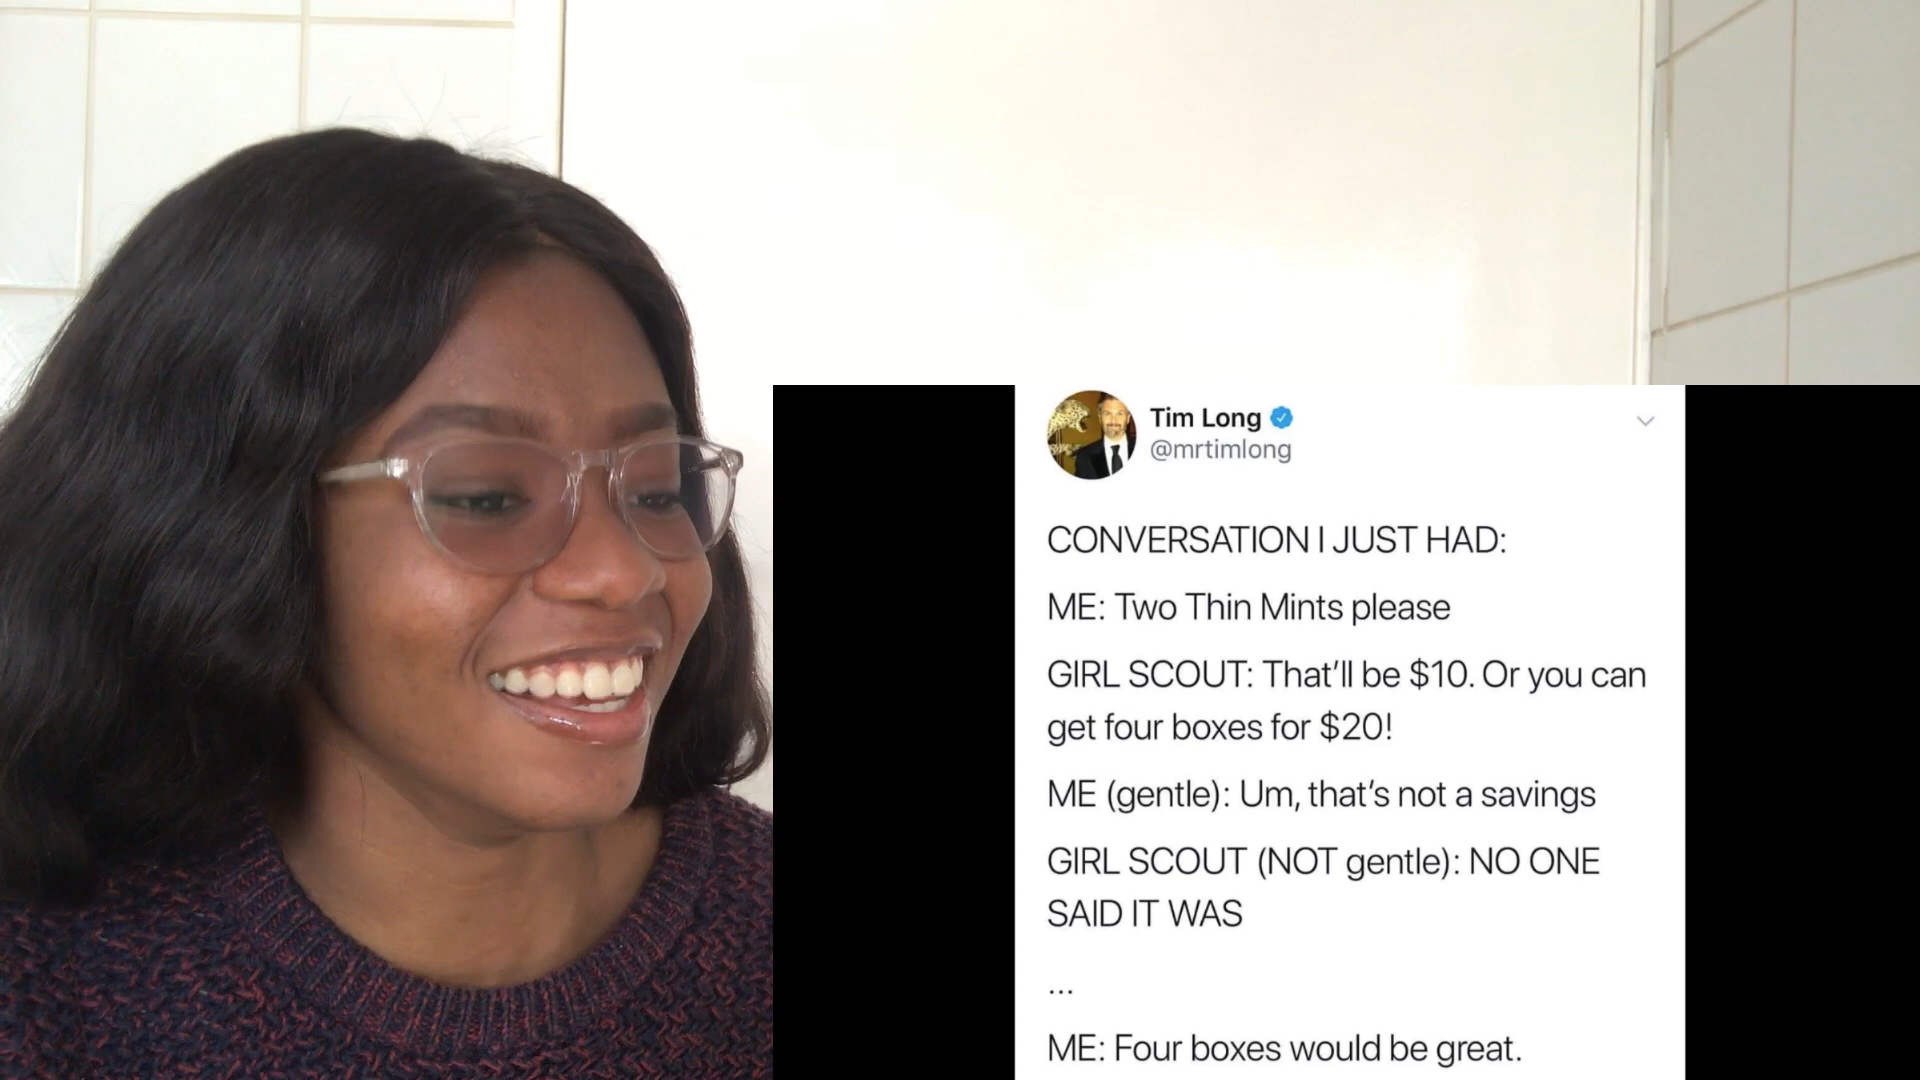 Tim Long
@mrtimlong
CONVERSATION I JUST HAD:
ME: Two Thin Mints please
GIRL SCOUT: That'll be $10. Or you can
get four boxes for $20!
ME (gentle): Um, that's not a savings
GIRL SCOUT (NOT gentle): NO ONE
SAID IT WAS
...
ME: Four boxes would be great.